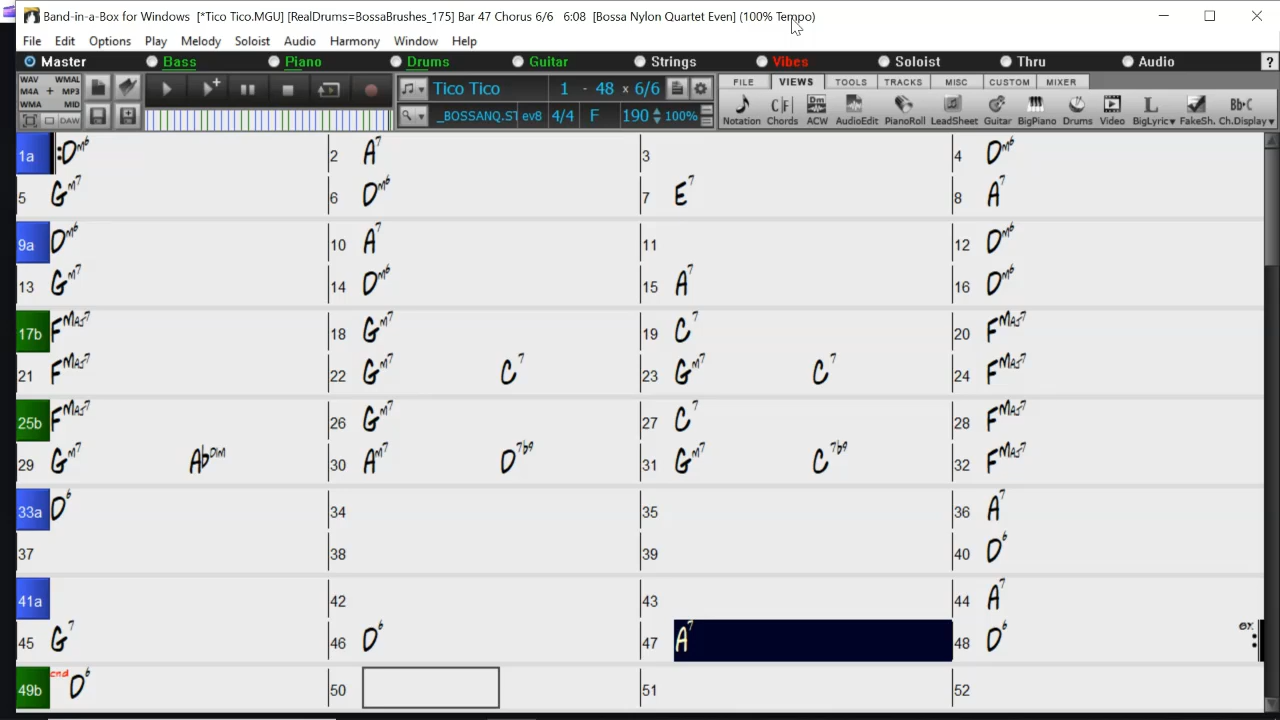 Band-in-a-Box for Windows [*Tico Tico.MGU] [RealDrums=BossaBrushes_175] Bar 47 Chorus 6/6 6:08 [Bossa Nylon Quartet Even] (100% Tempo)
File Edit Options Play Melody Soloist Audio Harmony Window Help
Master Bass Piano Drums Guitar Strings Vibes Soloist Thru Audio ?
WAV WMAL
M4A + MP3
WMA MID
DAW
Tico Tico 1 - 48 x 6/6
_BOSSANQ.ST ev8 4/4 F 190 100%
FILE VIEWS TOOLS TRACKS MISC CUSTOM MIXER
Notation Chords ACW AudioEdit PianoRoll LeadSheet Guitar BigPiano Drums Video BigLyric FakeSh. Ch.Display
1a Dm6 2 A7 3 4 Dm6
5 Gm7 6 Dm6 7 E7 8 A7
9a Dm6 10 A7 11 12 Dm6
13 Gm7 14 Dm6 15 A7 16 Dm6
17b FMaj7 18 Gm7 19 C7 20 FMaj7
21 FMaj7 22 Gm7 C7 23 Gm7 C7 24 FMaj7
25b FMaj7 26 Gm7 27 C7 28 FMaj7
29 Gm7 AbDim 30 Am7 D7b9 31 Gm7 C7b9 32 FMaj7
33a D6 34 35 36 A7
37 38 39 40 D6
41a 42 43 44 A7
45 G7 46 D6 47 A7 48 D6
49b end D6 50 51 52